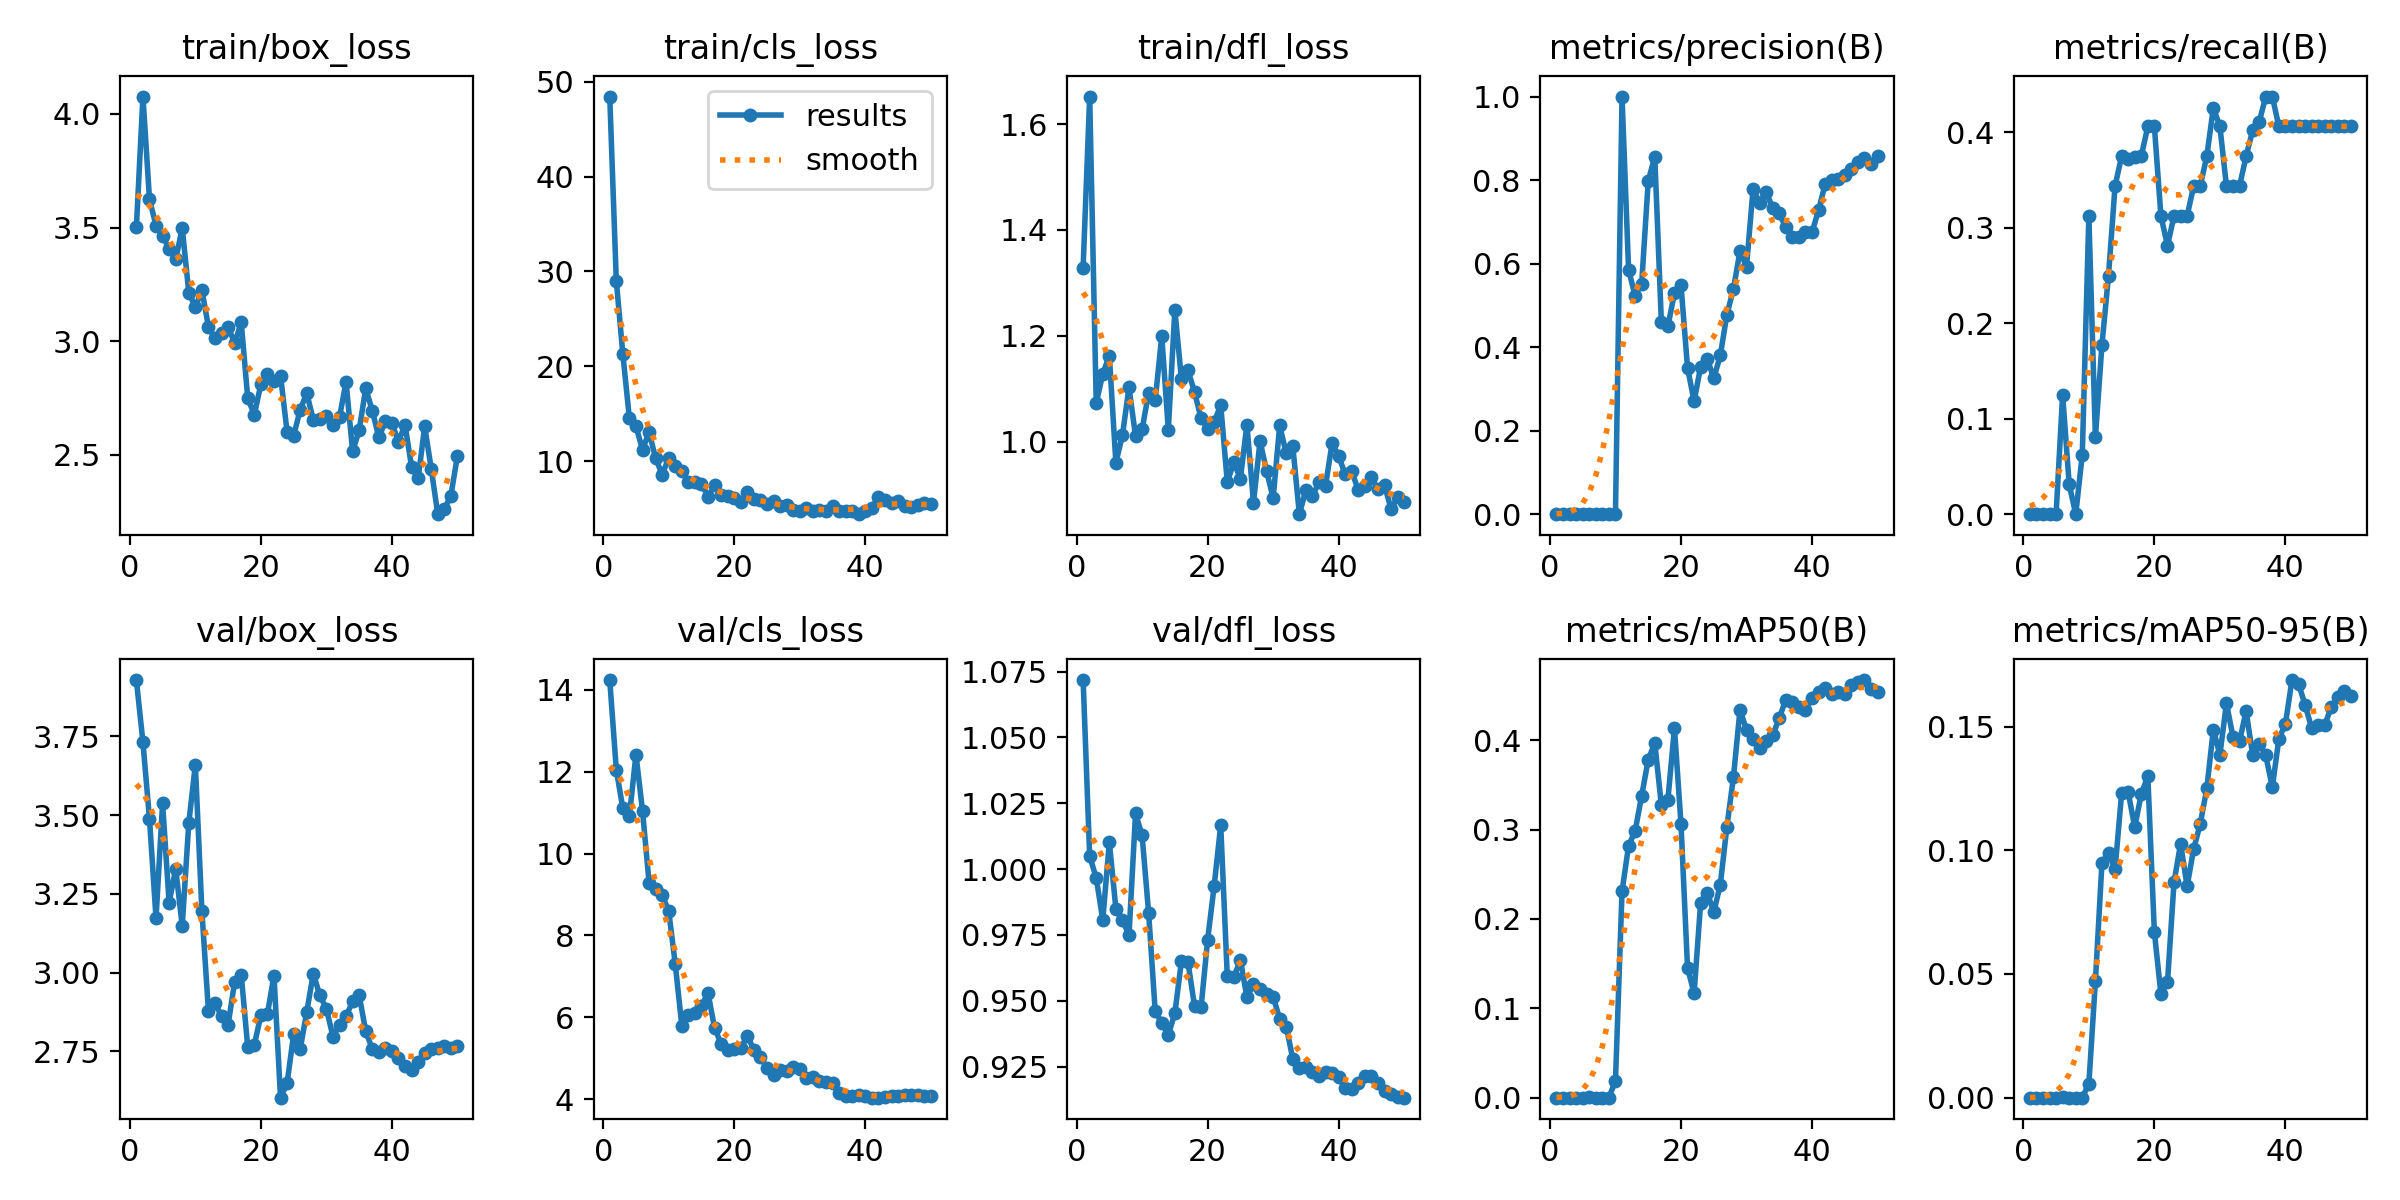 train/box_loss
4.0
3.5
3.0
2.5
0 20 40
train/cls_loss
50
40
30
20
10
results
smooth
0 20 40
train/dfl_loss
1.6
1.4
1.2
1.0
0 20 40
metrics/precision(B)
1.0
0.8
0.6
0.4
0.2
0.0
0 20 40
metrics/recall(B)
0.4
0.3
0.2
0.1
0.0
0 20 40
val/box_loss
3.75
3.50
3.25
3.00
2.75
0 20 40
val/cls_loss
14
12
10
8
6
4
0 20 40
val/dfl_loss
1.075
1.050
1.025
1.000
0.975
0.950
0.925
0 20 40
metrics/mAP50(B)
0.4
0.3
0.2
0.1
0.0
0 20 40
metrics/mAP50-95(B)
0.15
0.10
0.05
0.00
0 20 40